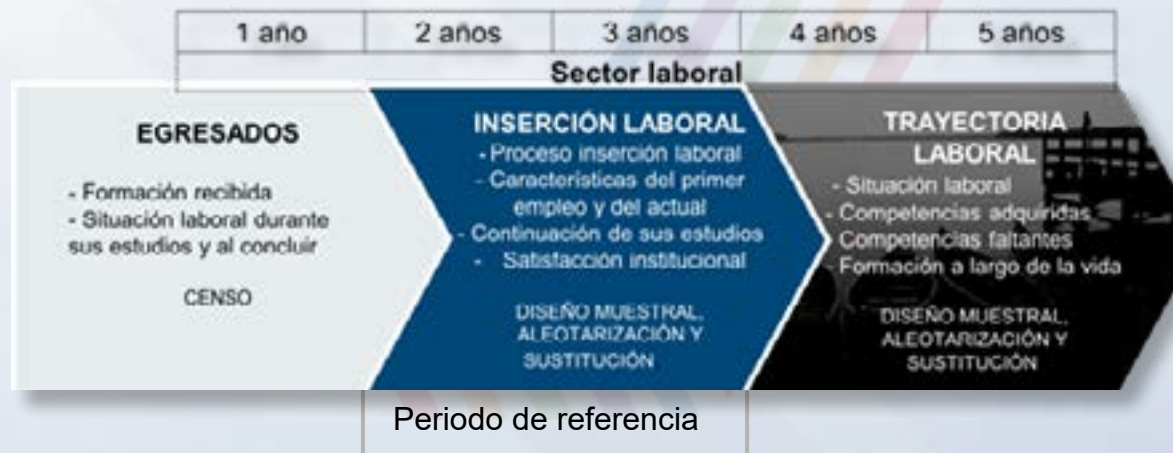 1 año 2 años 3 años 4 años 5 años
Sector laboral
EGRESADOS
- Formación recibida
- Situación laboral durante
sus estudios y al concluir
CENSO
INSERCIÓN LABORAL
- Proceso inserción laboral
- Características del primer
empleo y del actual
- Continuación de sus estudios
- Satisfacción institucional
DISEÑO MUESTRAL,
ALEOTARIZACIÓN Y
SUSTITUCIÓN
TRAYECTORIA
LABORAL
- Situación laboral
- Competencias adquiridas
- Competencias faltantes
- Formación a largo de la vida
DISEÑO MUESTRAL,
ALEOTARIZACIÓN Y
SUSTITUCIÓN
Periodo de referencia